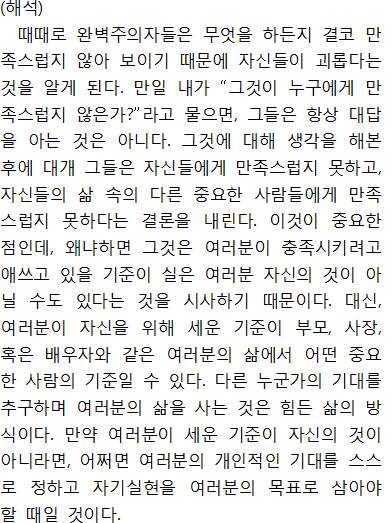 (해석)
때때로 완벽주의자들은 무엇을 하든지 결코 만
족스럽지 않아 보이기 때문에 자신들이 괴롭다는
것을 알게 된다. 만일 내가 “그것이 누구에게 만
족스럽지 않은가?”라고 물으면, 그들은 항상 대답
을 아는 것은 아니다. 그것에 대해 생각을 해본
후에 대개 그들은 자신들에게 만족스럽지 못하고,
자신들의 삶 속의 다른 중요한 사람들에게 만족
스럽지 못하다는 결론을 내린다. 이것이 중요한
점인데, 왜냐하면 그것은 여러분이 충족시키려고
애쓰고 있을 기준이 실은 여러분 자신의 것이 아
닐 수도 있다는 것을 시사하기 때문이다. 대신,
여러분이 자신을 위해 세운 기준이 부모, 사장,
혹은 배우자와 같은 여러분의 삶에서 어떤 중요
한 사람의 기준일 수 있다. 다른 누군가의 기대를
추구하며 여러분의 삶을 사는 것은 힘든 삶의 방
식이다. 만약 여러분이 세운 기준이 자신의 것이
아니라면, 어쩌면 여러분의 개인적인 기대를 스스
로 정하고 자기실현을 여러분의 목표로 삼아야
할 때일 것이다.